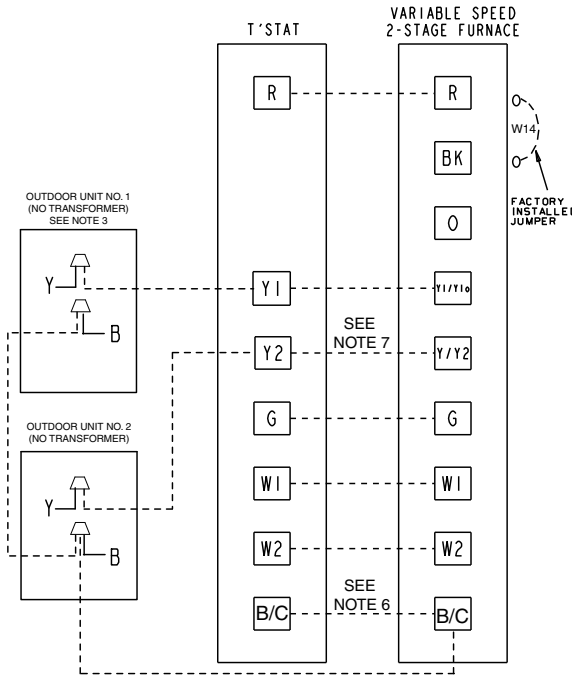 T'STAT
VARIABLE SPEED
2-STAGE FURNACE
R
R
W14
BK
FACTORY
INSTALLE
JUMPER
O
OUTDOOR UNIT NO. 1
(NO TRANSFORMER)
SEE NOTE 3
Y
B
Y1
Y1/Y1o
SEE
NOTE 7
Y2
Y/Y2
G
G
OUTDOOR UNIT NO. 2
(NO TRANSFORMER)
Y
B
W1
W1
W2
W2
SEE
NOTE 6
B/C
B/C